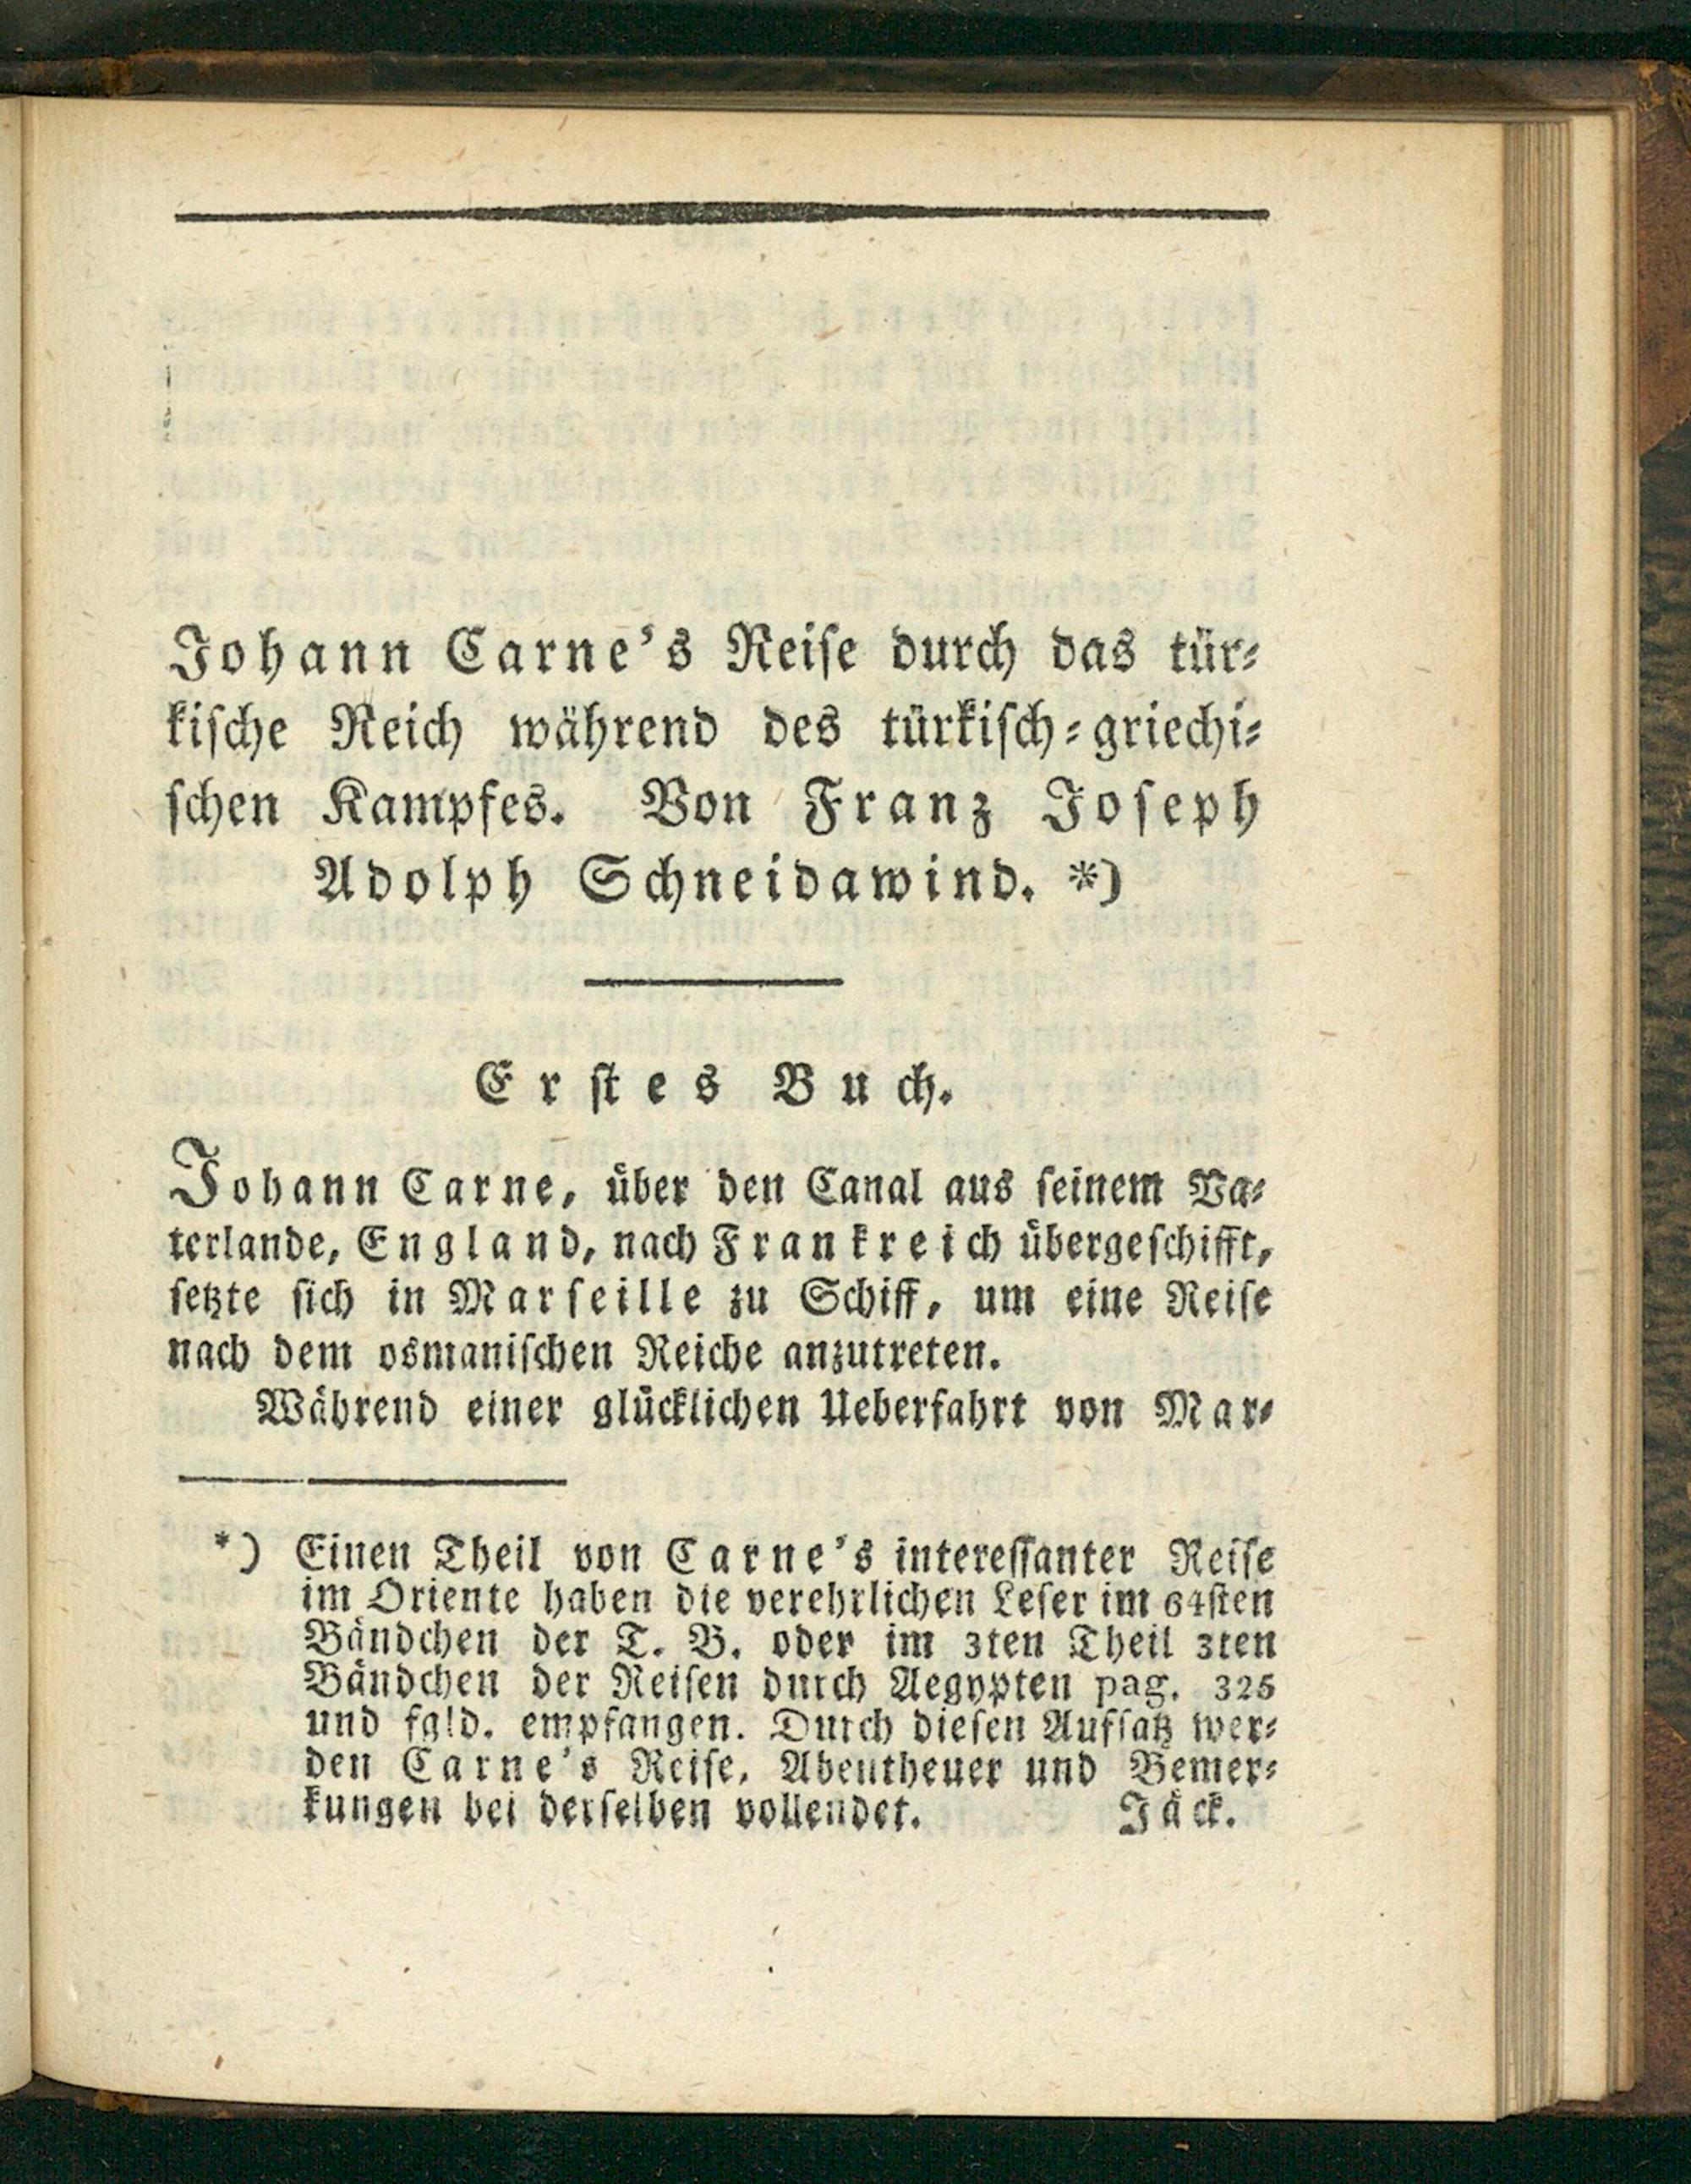 Johann Carne's Reise durch das tür-
kische Reich während des türkisch-griechi-
schen Kampfes. Von Franz Joseph
Adolph Schneidawind. *)
Erstes Buch.
Johann Carne, über den Canal aus seinem Va-
terlande, England, nach Frankreich übergeschifft,
setzte sich in Marseille zu Schiff, um eine Reise
nach dem osmanischen Reiche anzutreten.
Während einer glücklichen Ueberfahrt von Mar-
*) Einen Theil von Carne's interessanter Reise
im Oriente haben die verehrlichen Leser im 64sten
Bändchen der T. B. oder im 3ten Theil 3ten
Bändchen der Reisen durch Aegypten pag. 325
und fgld. empfangen. Durch diesen Aufsatz wer-
den Carne's Reise, Abentheuer und Bemer-
kungen bei derselben vollendet. Jäck.